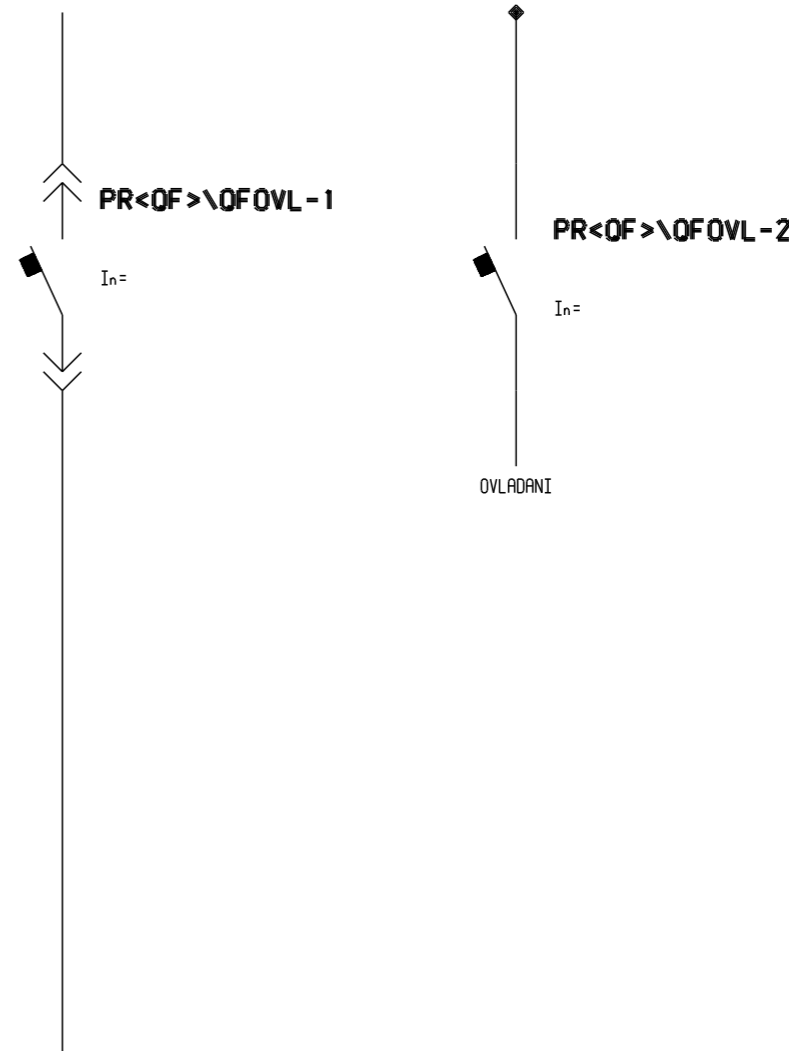 PR<QF>\QFOVL-1
In=
PR<QF>\QFOVL-2
In=
OVLADANI